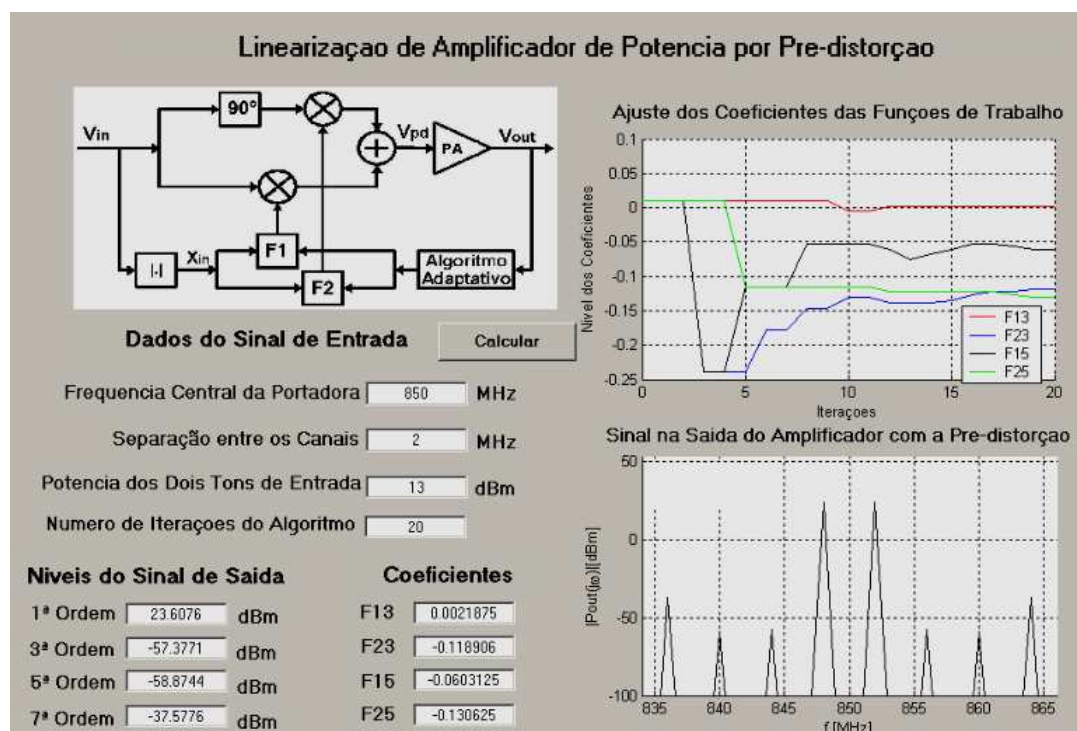 Linearizaçao de Amplificador de Potencia por Pre-distorçao
90°
Vin
Vpd
PA
Vout
F1
F2
|.|
Xin
Algoritmo
Adaptativo
Dados do Sinal de Entrada
Calcular
Frequencia Central da Portadora 850 MHz
Separação entre os Canais 2 MHz
Potencia dos Dois Tons de Entrada 13 dBm
Numero de Iteraçoes do Algoritmo 20
Niveis do Sinal de Saida
1ª Ordem 23.6076 dBm
3ª Ordem -57.3771 dBm
5ª Ordem -58.8744 dBm
7ª Ordem -37.5776 dBm
Coeficientes
F13 0.0021875
F23 -0.118906
F15 -0.0603125
F25 -0.130625
Ajuste dos Coeficientes das Funçoes de Trabalho
Nivel dos Coeficientes
0.1
0.05
0
-0.05
-0.1
-0.15
-0.2
-0.25
F13
F23
F15
F25
0 5 10 15 20
Iteraçoes
Sinal na Saida do Amplificador com a Pre-distorçao
|Pout(jω)|[dBm]
50
0
-50
-100
835 840 845 850 855 860 865
f [MHz]